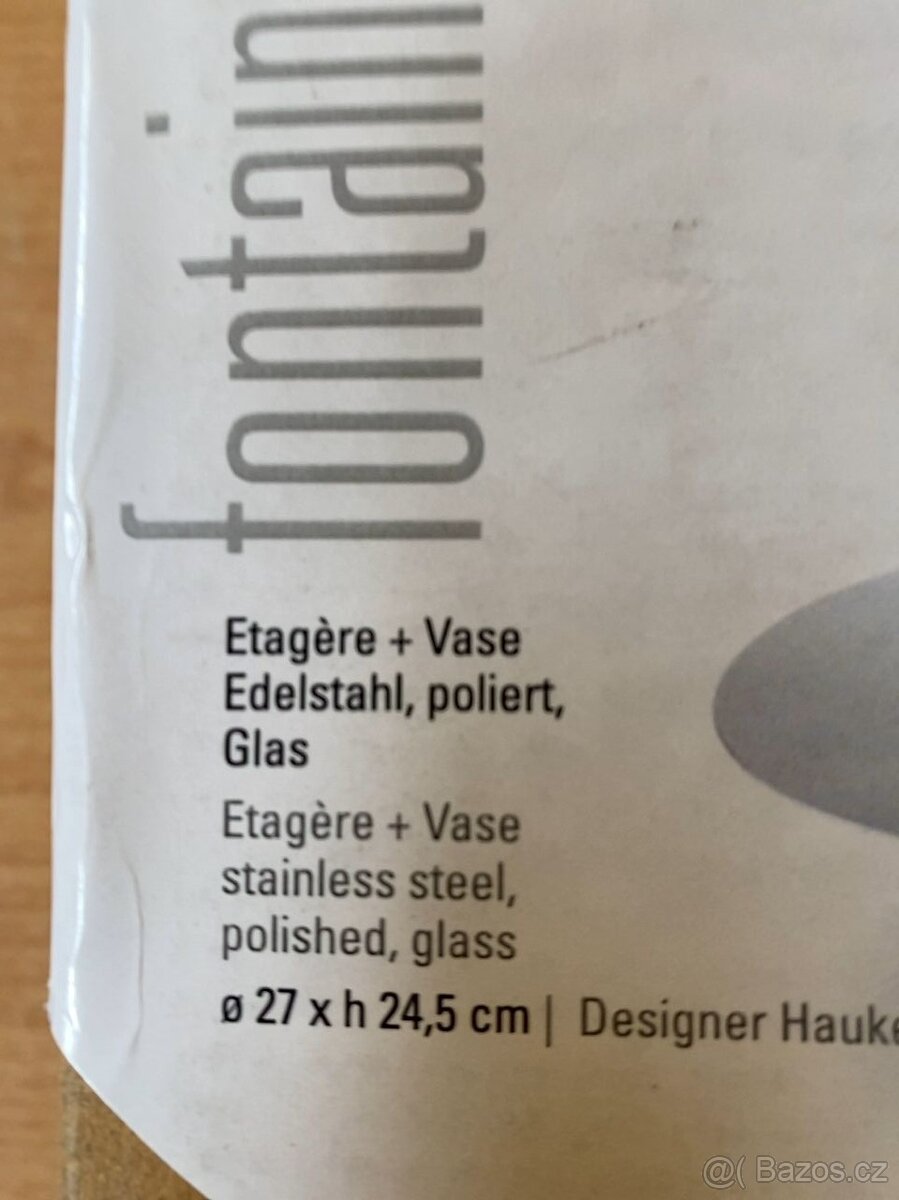 fontain
Etagère + Vase
Edelstahl, poliert,
Glas
Etagère + Vase
stainless steel,
polished, glass
ø 27 x h 24,5 cm | Designer Hauke
@( Bazos.cz